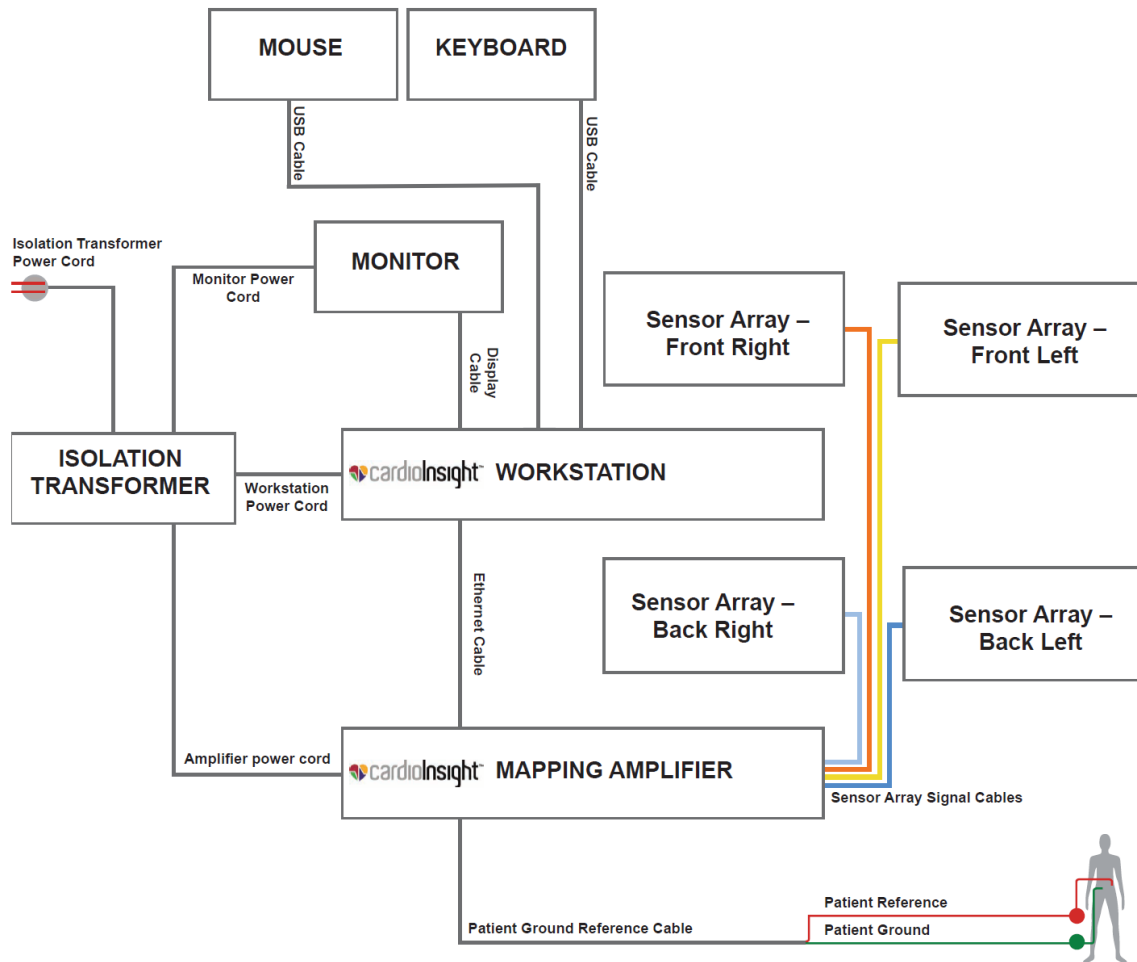 MOUSE
KEYBOARD
USB Cable
USB Cable
Isolation Transformer
Power Cord
Monitor Power
Cord
MONITOR
Display
Cable
Sensor Array –
Front Right
Sensor Array –
Front Left
ISOLATION
TRANSFORMER
Workstation
Power Cord
cardioInsight™ WORKSTATION
Ethernet Cable
Sensor Array –
Back Right
Sensor Array –
Back Left
Amplifier power cord
cardioInsight™ MAPPING AMPLIFIER
Sensor Array Signal Cables
Patient Reference
Patient Ground Reference Cable
Patient Ground